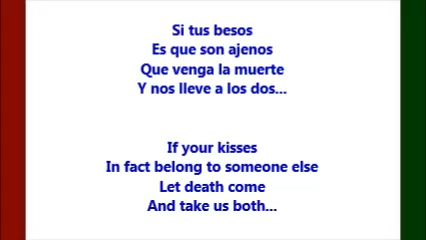 Si tus besos
Es que son ajenos
Que venga la muerte
Y nos lleve a los dos...
If your kisses
In fact belong to someone else
Let death come
And take us both...